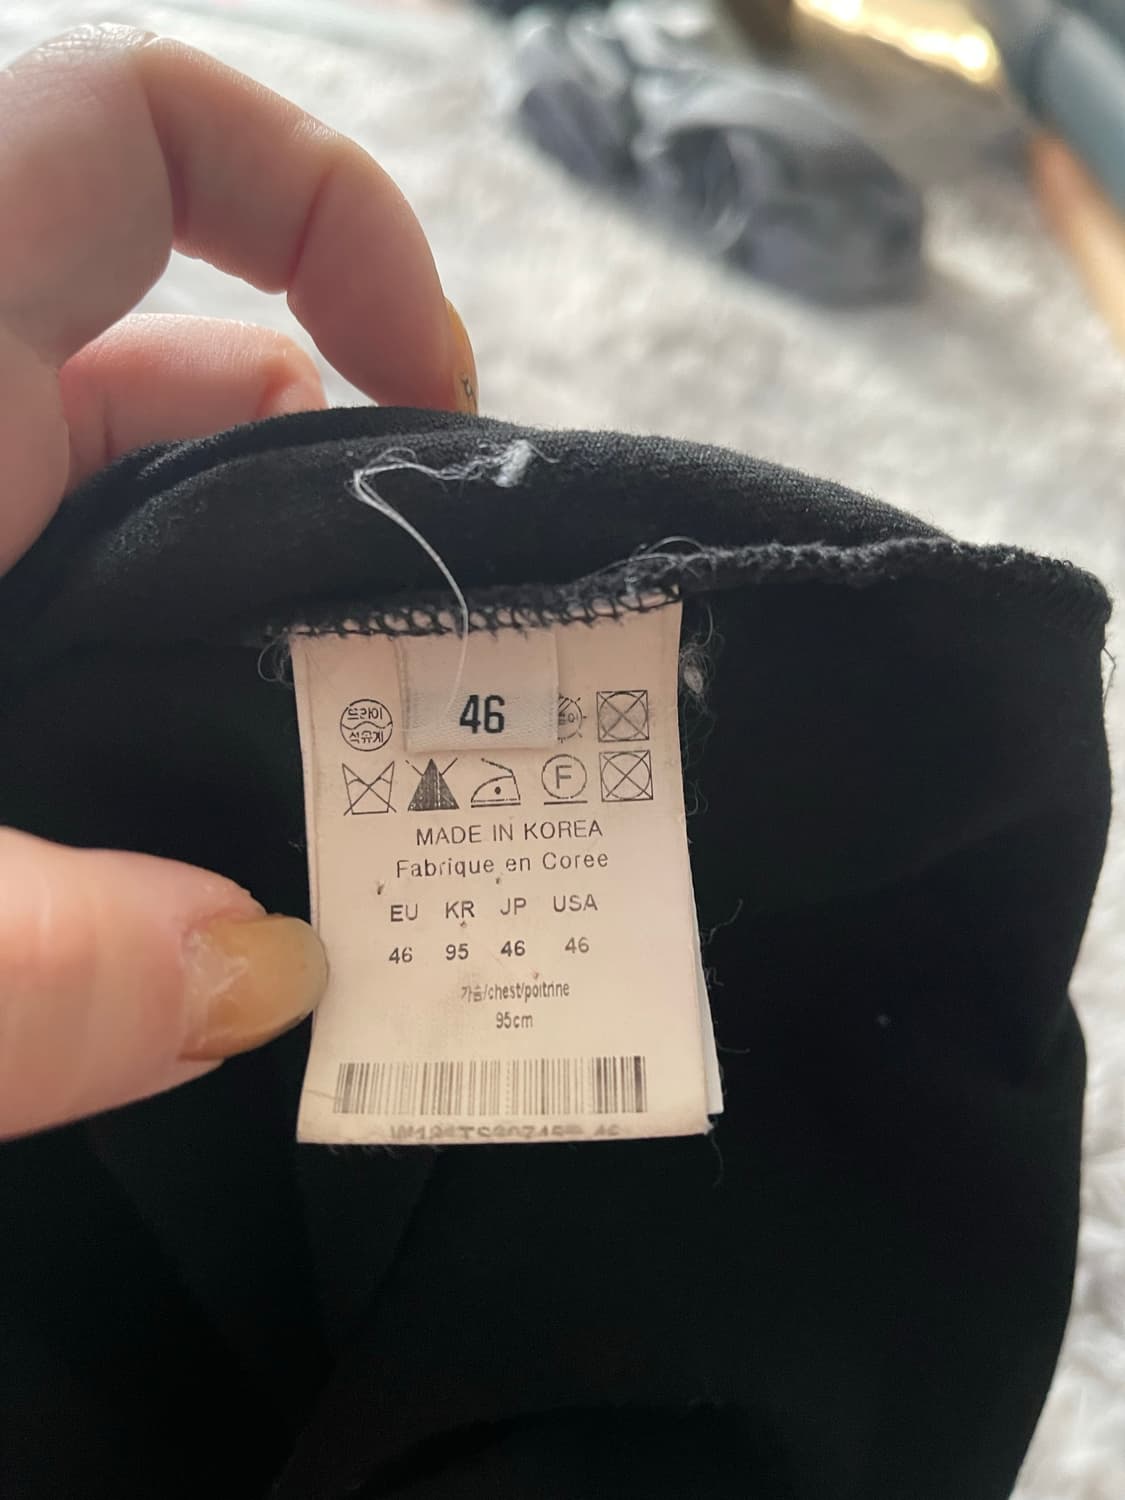 46
드라이
석유계
F
MADE IN KOREA
Fabrique en Coree
EU KR JP USA
46 95 46 46
가슴/chest/poitrine
95cm